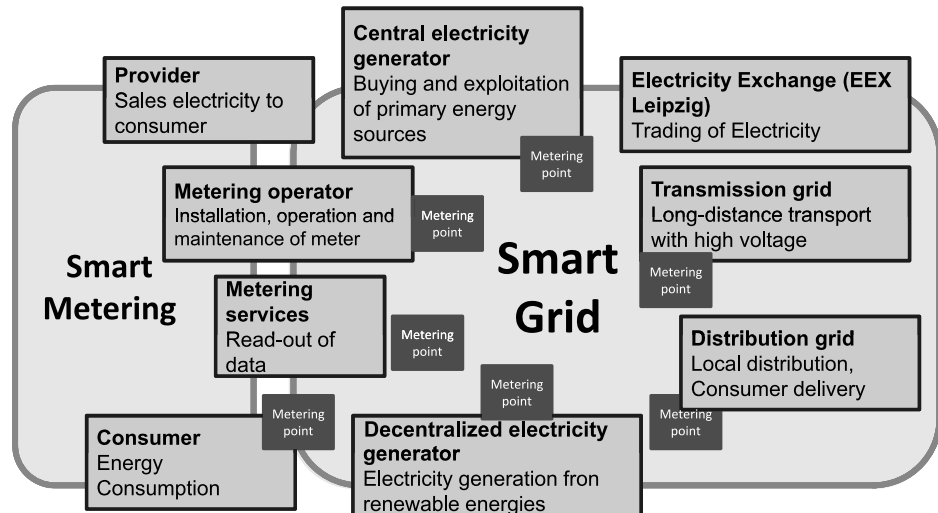 Central electricity
generator
Buying and exploitation
of primary energy
sources
Provider
Sales electricity to
consumer
Electricity Exchange (EEX
Leipzig)
Trading of Electricity
Metering
point
Metering operator
Installation, operation and
maintenance of meter
Metering
point
Transmission grid
Long-distance transport
with high voltage
Metering
point
Smart
Metering
Smart
Grid
Metering
services
Read-out of
data
Metering
point
Distribution grid
Local distribution,
Consumer delivery
Metering
point
Metering
point
Metering
point
Consumer
Energy
Consumption
Decentralized electricity
generator
Electricity generation fron
renewable energies